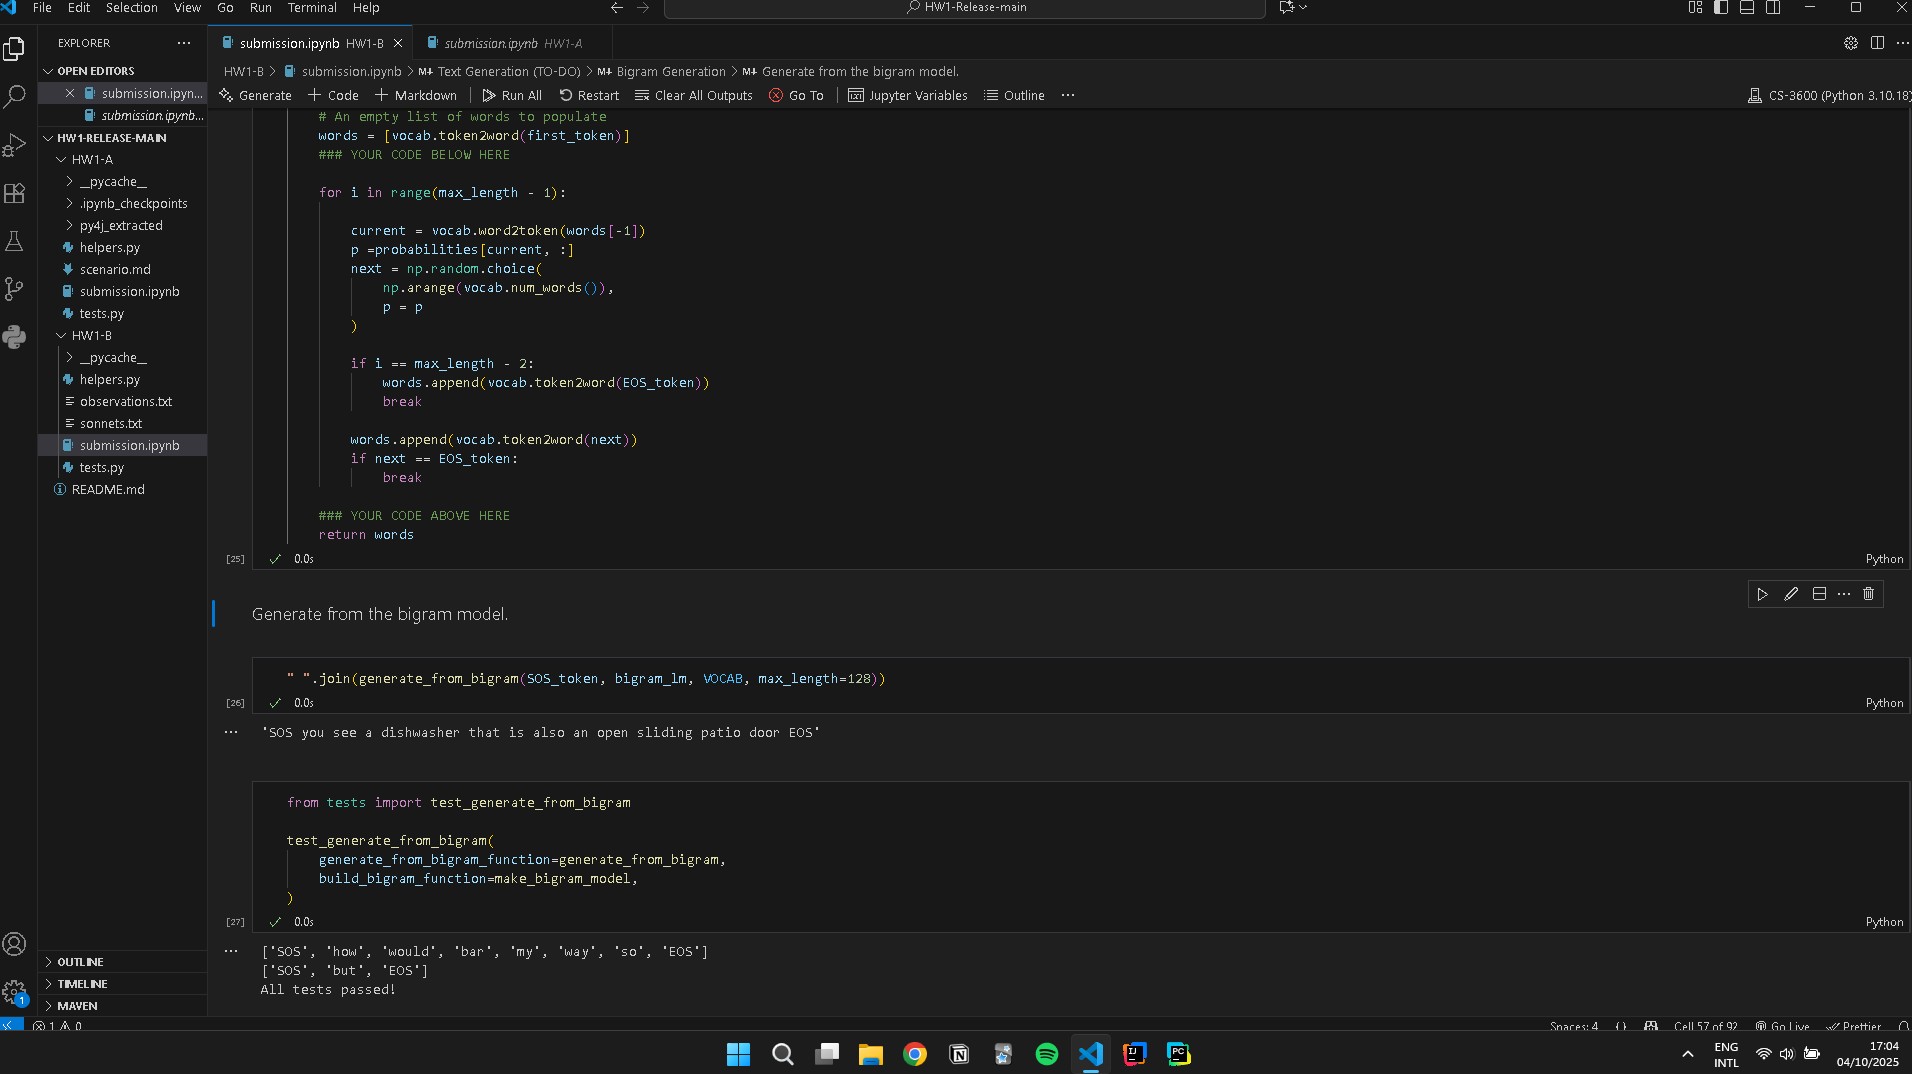 File Edit Selection View Go Run Terminal Help
HW1-Release-main
EXPLORER
submission.ipynb HW1-B
submission.ipynb HW1-A
OPEN EDITORS
submission.ipyn...
submission.ipynb...
HW1-RELEASE-MAIN
HW1-A
__pycache__
.ipynb_checkpoints
py4j_extracted
helpers.py
scenario.md
submission.ipynb
tests.py
HW1-B
__pycache__
helpers.py
observations.txt
sonnets.txt
submission.ipynb
tests.py
README.md
OUTLINE
TIMELINE
MAVEN
HW1-B > submission.ipynb > M↓ Text Generation (TO-DO) > M↓ Bigram Generation > M↓ Generate from the bigram model.
Generate + Code + Markdown | Run All Restart Clear All Outputs Go To | Jupyter Variables Outline ...
CS-3600 (Python 3.10.18)
# An empty list of words to populate
words = [vocab.token2word(first_token)]
### YOUR CODE BELOW HERE
for i in range(max_length - 1):
current = vocab.word2token(words[-1])
p =probabilities[current, :]
next = np.random.choice(
np.arange(vocab.num_words()),
p = p
)
if i == max_length - 2:
words.append(vocab.token2word(EOS_token))
break
words.append(vocab.token2word(next))
if next == EOS_token:
break
### YOUR CODE ABOVE HERE
return words
[25] 0.0s
Python
Generate from the bigram model.
" ".join(generate_from_bigram(SOS_token, bigram_lm, VOCAB, max_length=128))
[26] 0.0s
Python
'SOS you see a dishwasher that is also an open sliding patio door EOS'
from tests import test_generate_from_bigram
test_generate_from_bigram(
generate_from_bigram_function=generate_from_bigram,
build_bigram_function=make_bigram_model,
)
[27] 0.0s
Python
['SOS', 'how', 'would', 'bar', 'my', 'way', 'so', 'EOS']
['SOS', 'but', 'EOS']
All tests passed!
1
1 0
Spaces: 4 {} Cell 57 of 92 Go Live Prettier
IJ
PC
ENG
INTL
17:04
04/10/2025